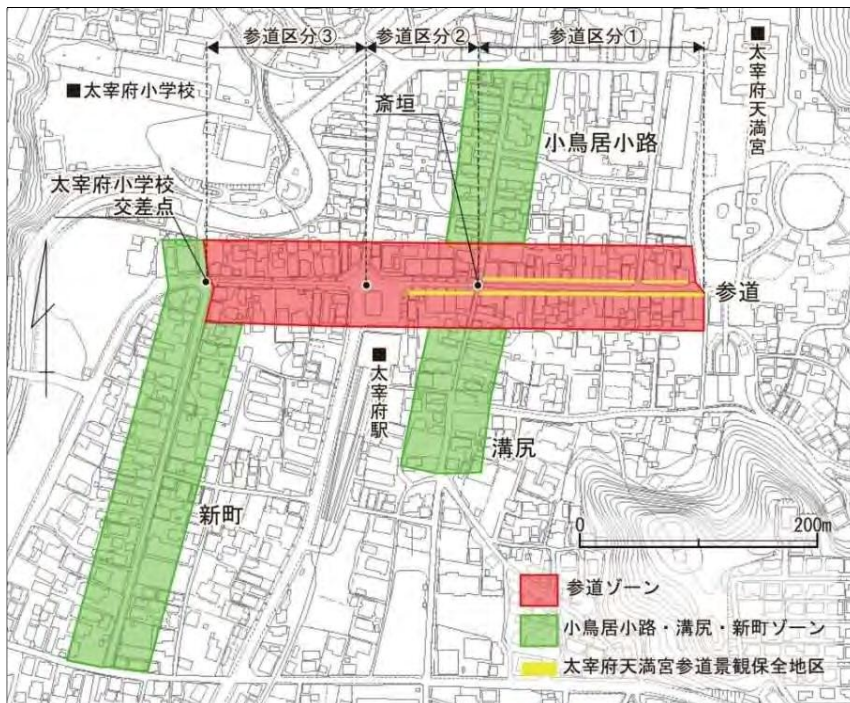 参道区分③
参道区分②
参道区分①
■太宰府小学校
■太宰府天満宮
斎垣
小鳥居小路
太宰府小学校
交差点
参道
■太宰府駅
溝尻
新町
0 200m
参道ゾーン
小鳥居小路・溝尻・新町ゾーン
太宰府天満宮参道景観保全地区